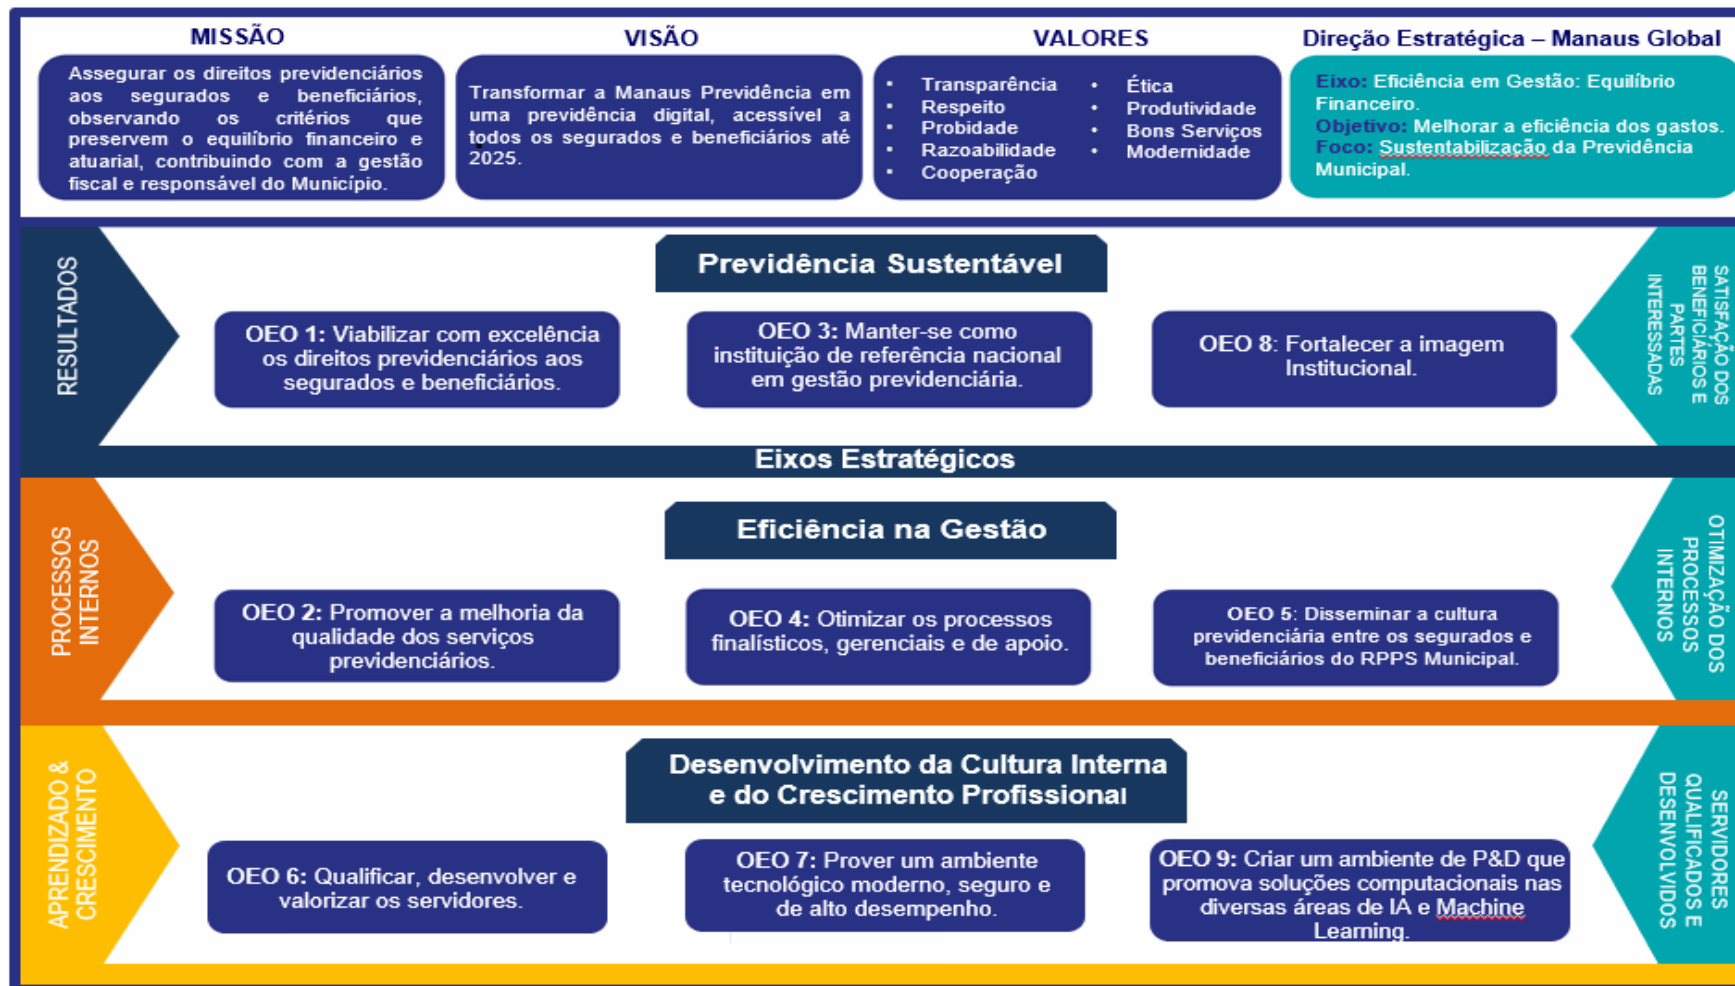 MISSÃO
Assegurar os direitos previdenciários
aos segurados e beneficiários,
observando os critérios que
preservem o equilíbrio financeiro e
atuarial, contribuindo com a gestão
fiscal e responsável do Município.
VISÃO
Transformar a Manaus Previdência em
uma previdência digital, acessível a
todos os segurados e beneficiários até
2025.
VALORES
• Transparência
• Respeito
• Probidade
• Razoabilidade
• Cooperação
• Ética
• Produtividade
• Bons Serviços
• Modernidade
Direção Estratégica – Manaus Global
Eixo: Eficiência em Gestão: Equilíbrio
Financeiro.
Objetivo: Melhorar a eficiência dos gastos.
Foco: Sustentabilização da Previdência
Municipal.
RESULTADOS
Previdência Sustentável
OEO 1: Viabilizar com excelência
os direitos previdenciários aos
segurados e beneficiários.
OEO 3: Manter-se como
instituição de referência nacional
em gestão previdenciária.
OEO 8: Fortalecer a imagem
Institucional.
SATISFAÇÃO DOS
BENEFICIÁRIOS E
PARTES
INTERESSADAS
Eixos Estratégicos
PROCESSOS
INTERNOS
Eficiência na Gestão
OEO 2: Promover a melhoria da
qualidade dos serviços
previdenciários.
OEO 4: Otimizar os processos
finalísticos, gerenciais e de apoio.
OEO 5: Disseminar a cultura
previdenciária entre os segurados e
beneficiários do RPPS Municipal.
OTIMIZAÇÃO DOS
PROCESSOS
INTERNOS
APRENDIZADO &
CRESCIMENTO
Desenvolvimento da Cultura Interna
e do Crescimento Profissional
OEO 6: Qualificar, desenvolver e
valorizar os servidores.
OEO 7: Prover um ambiente
tecnológico moderno, seguro e
de alto desempenho.
OEO 9: Criar um ambiente de P&D que
promova soluções computacionais nas
diversas áreas de IA e Machine
Learning.
SERVIDORES
QUALIFICADOS E
DESENVOLVIDOS